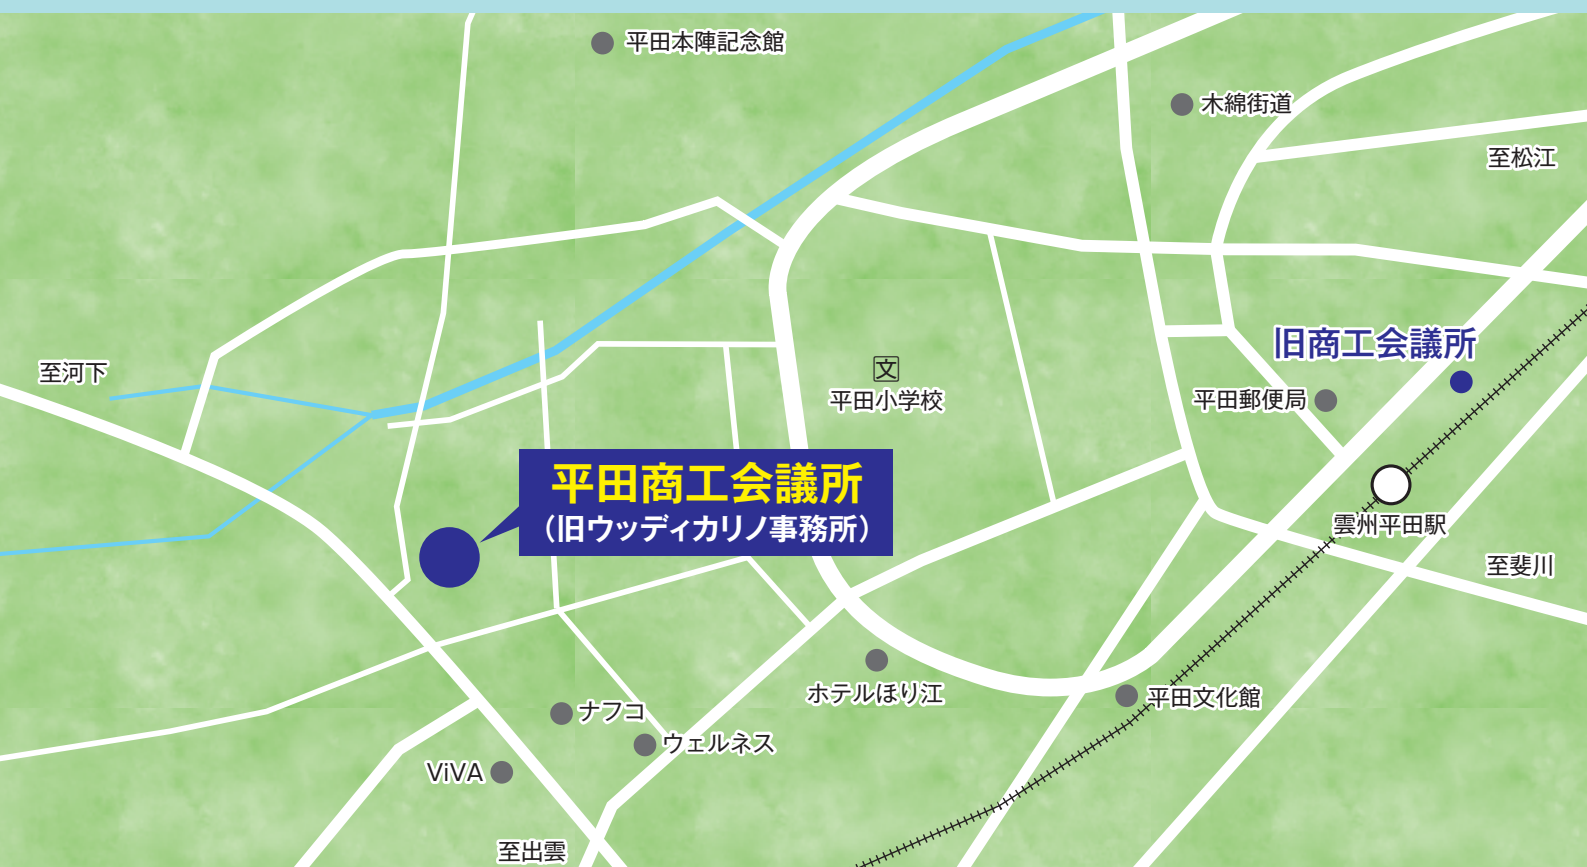 平田本陣記念館
木綿街道
至松江
旧商工会議所
至河下
文
平田小学校
平田郵便局
平田商工会議所
（旧ウッディカリノ事務所）
雲州平田駅
至斐川
ホテルほり江
平田文化館
ナフコ
ウェルネス
ViVA
至出雲